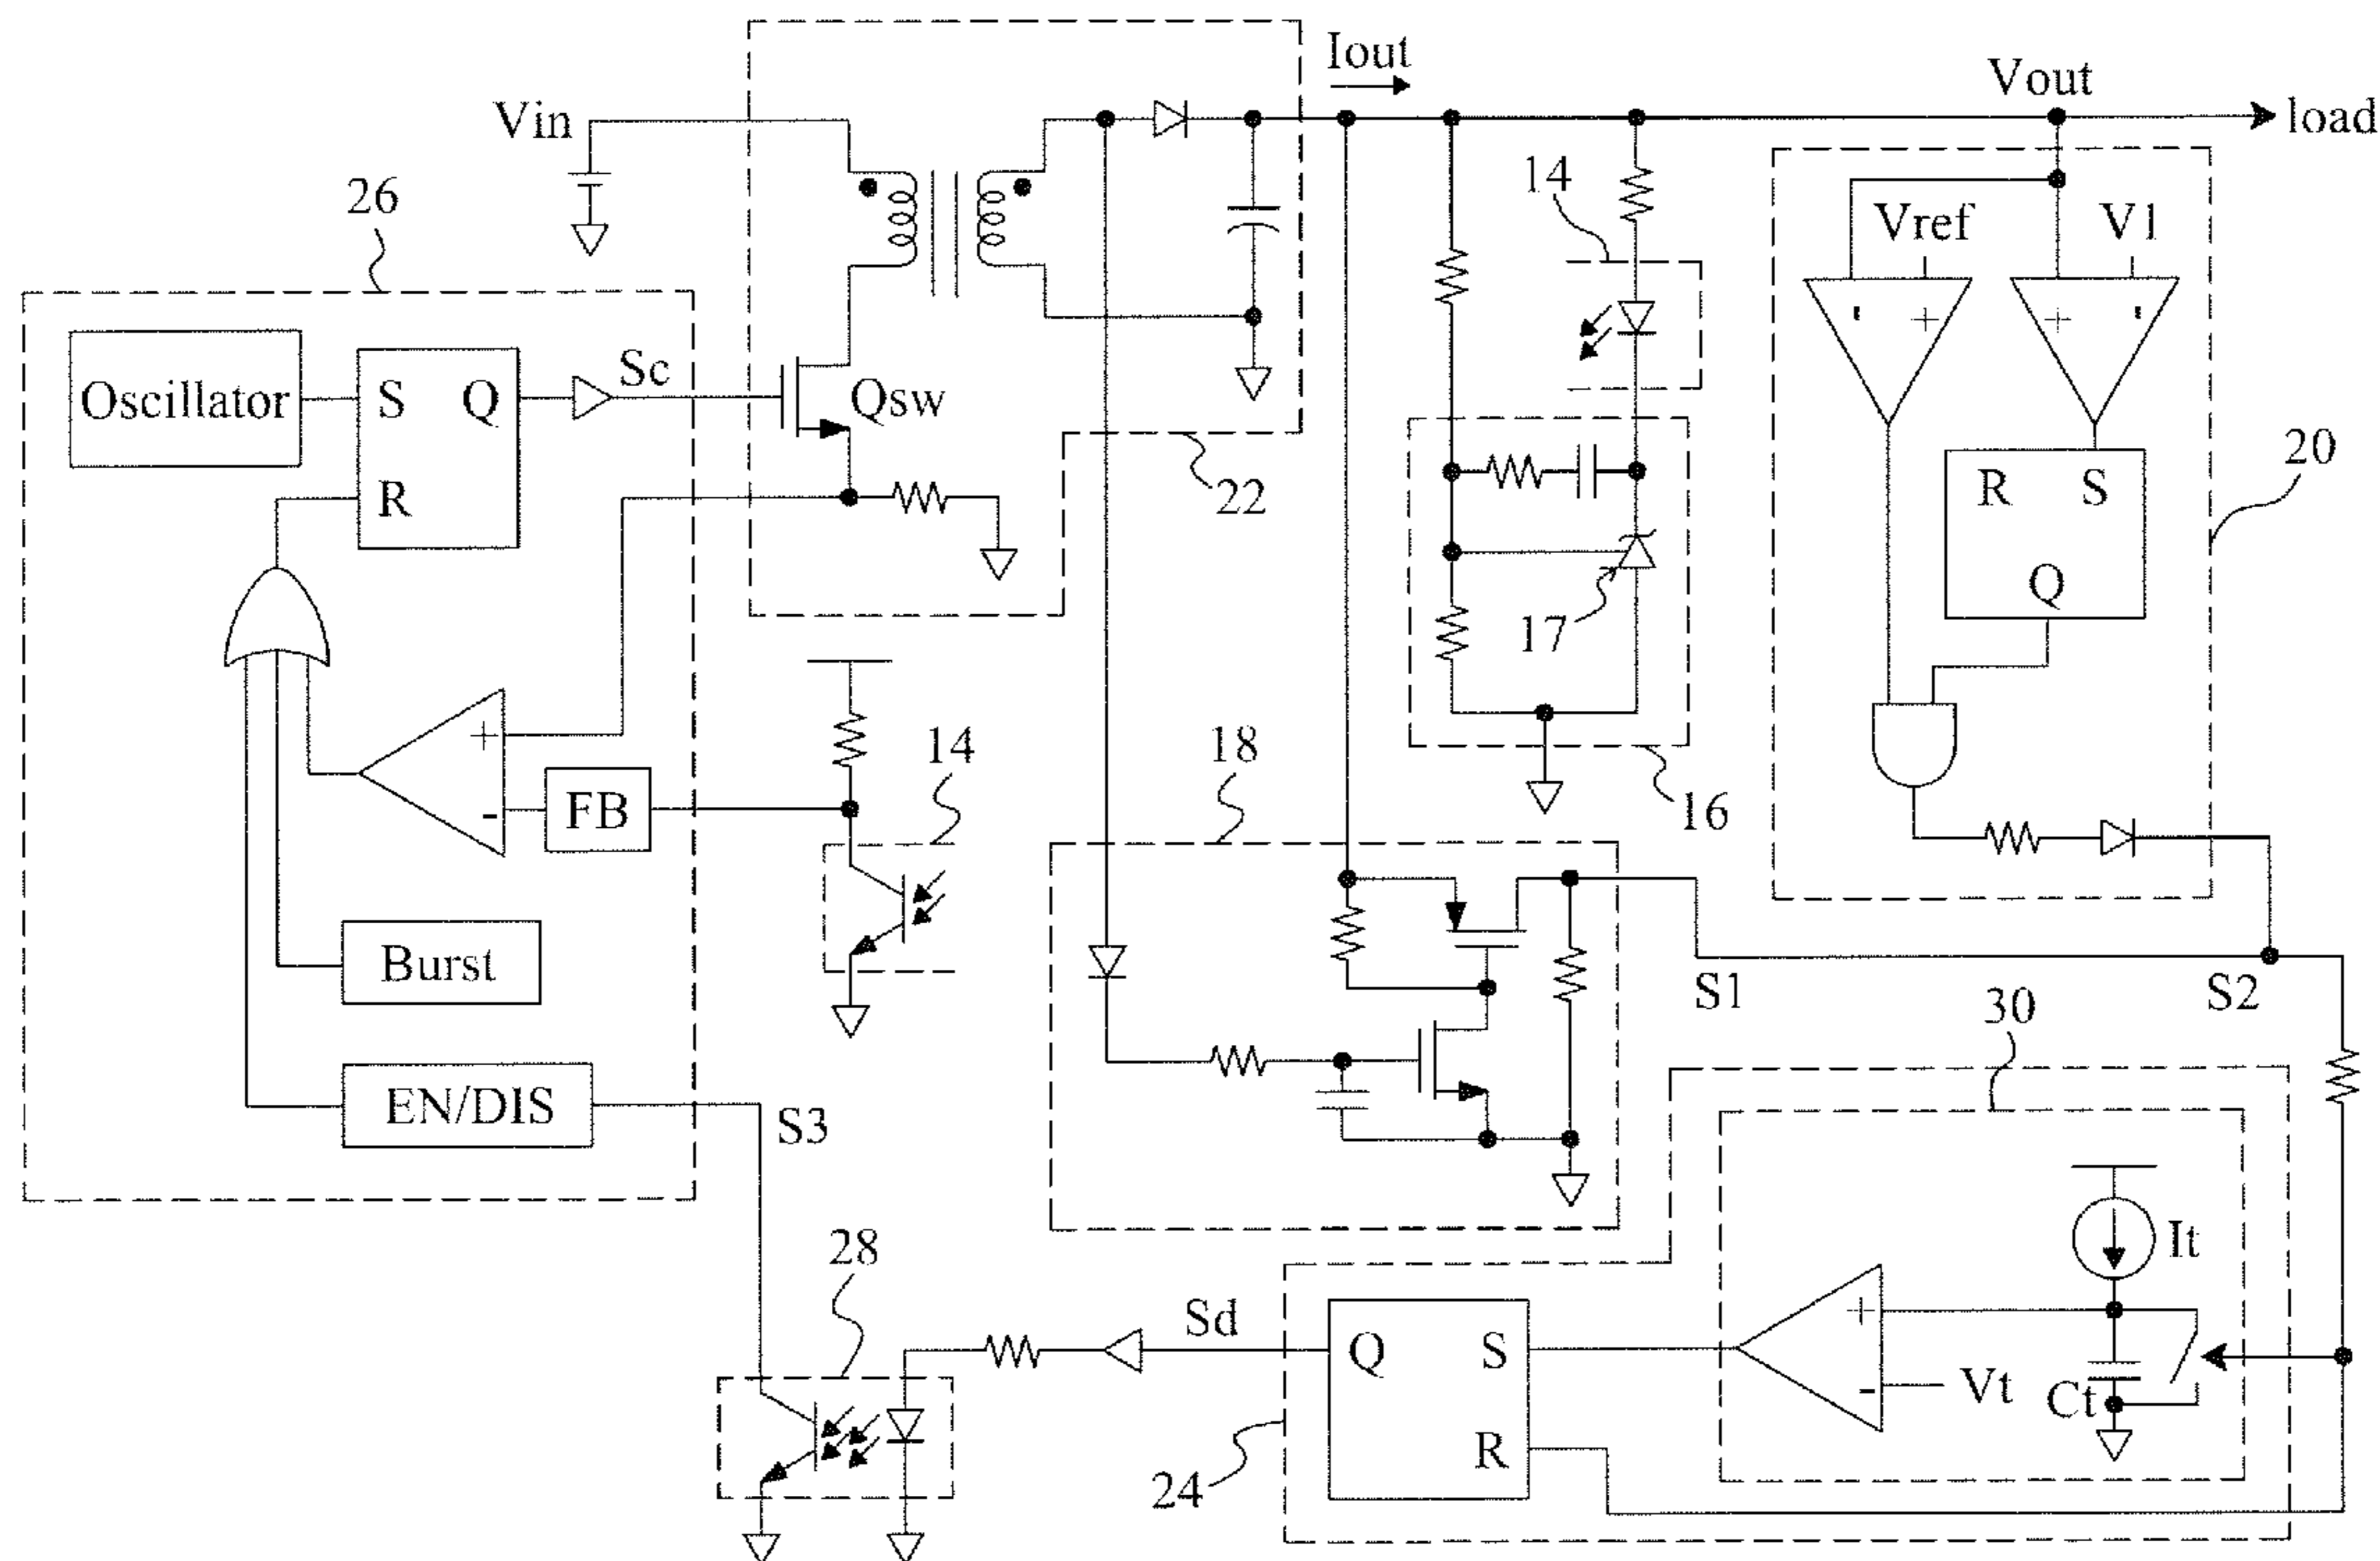 Iout
Vout
load
Vin
14
Vref
V1
26
- +
+ -
Oscillator
S
Q
Sc
Qsw
R
22
20
R
S
Q
17
+
14
18
FB
-
16
Burst
S1
S2
30
EN/DIS
S3
28
It
Sd
Q
S
+
-
Vt
Ct
R
24